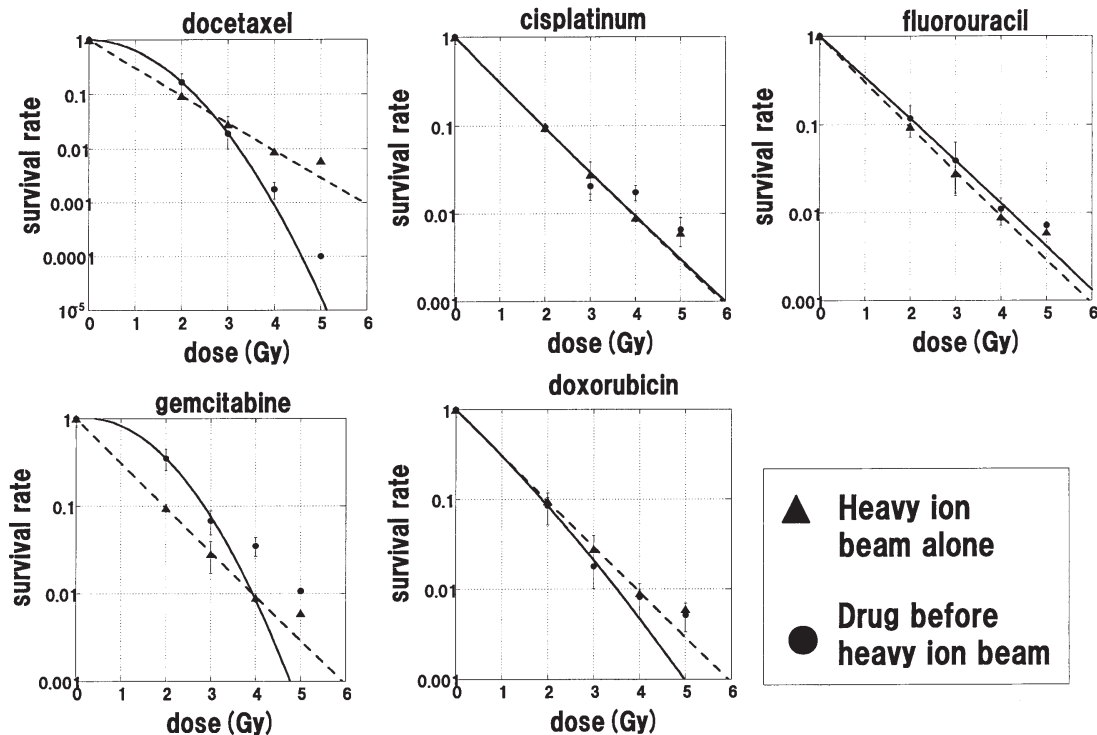 docetaxel
1
0.1
0.01
0.001
0.0001
10-5
survival rate
0 1 2 3 4 5 6
dose (Gy)
cisplatinum
1
0.1
0.01
0.001
survival rate
0 1 2 3 4 5 6
dose (Gy)
fluorouracil
1
0.1
0.01
0.001
survival rate
0 1 2 3 4 5 6
dose (Gy)
gemcitabine
1
0.1
0.01
0.001
survival rate
0 1 2 3 4 5 6
dose (Gy)
doxorubicin
1
0.1
0.01
0.001
survival rate
0 1 2 3 4 5 6
dose (Gy)
Heavy ion
beam alone
Drug before
heavy ion beam